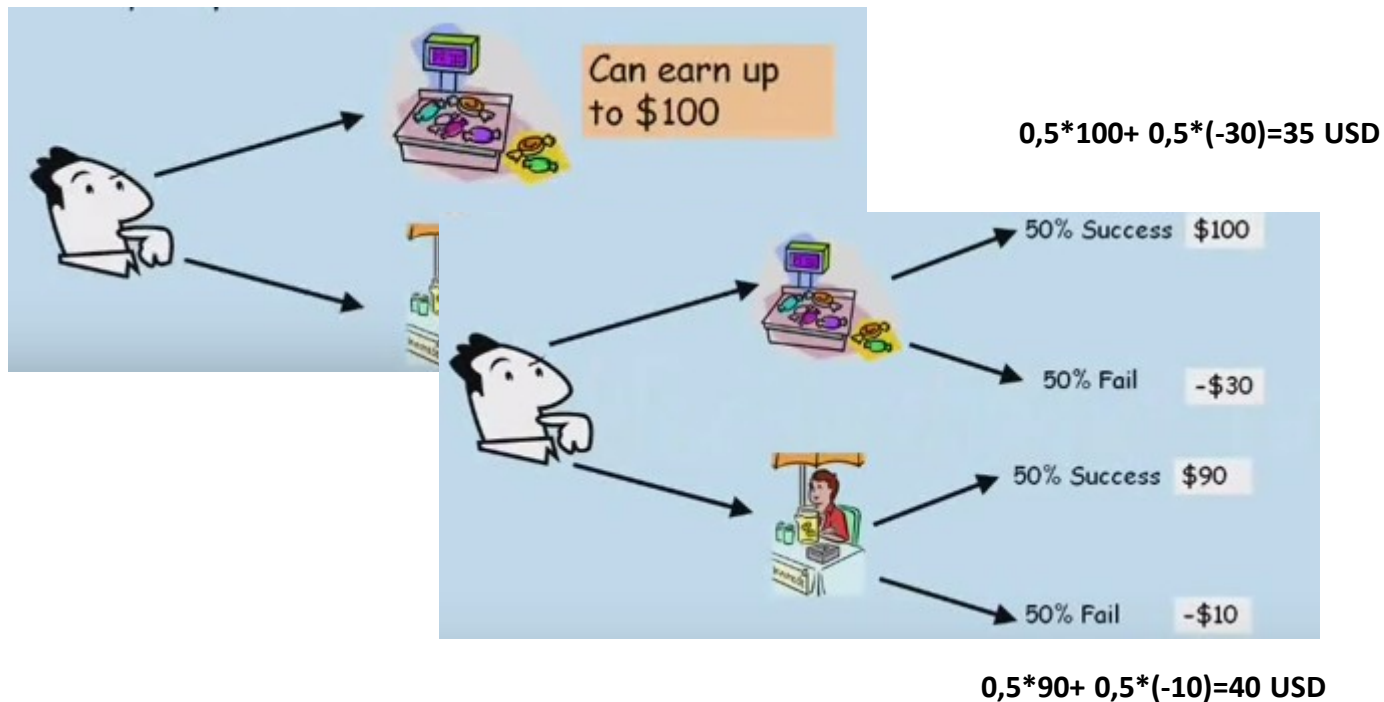 Can earn up
to $100
0,5*100+ 0,5*(-30)=35 USD
50% Success $100
50% Fail -$30
50% Success $90
50% Fail -$10
0,5*90+ 0,5*(-10)=40 USD